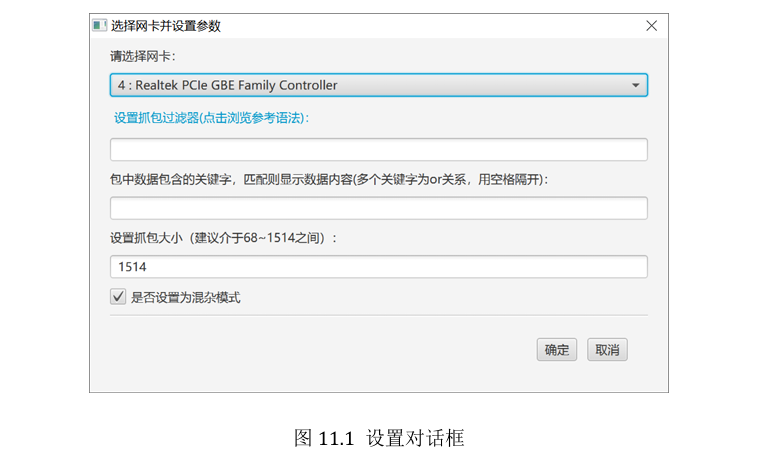 选择网卡并设置参数
请选择网卡：
4 : Realtek PCIe GBE Family Controller
设置抓包过滤器(点击浏览参考语法)：
包中数据包含的关键字，匹配则显示数据内容(多个关键字为or关系，用空格隔开)：
设置抓包大小（建议介于68~1514之间）：
1514
是否设置为混杂模式
确定 取消
图 11.1 设置对话框